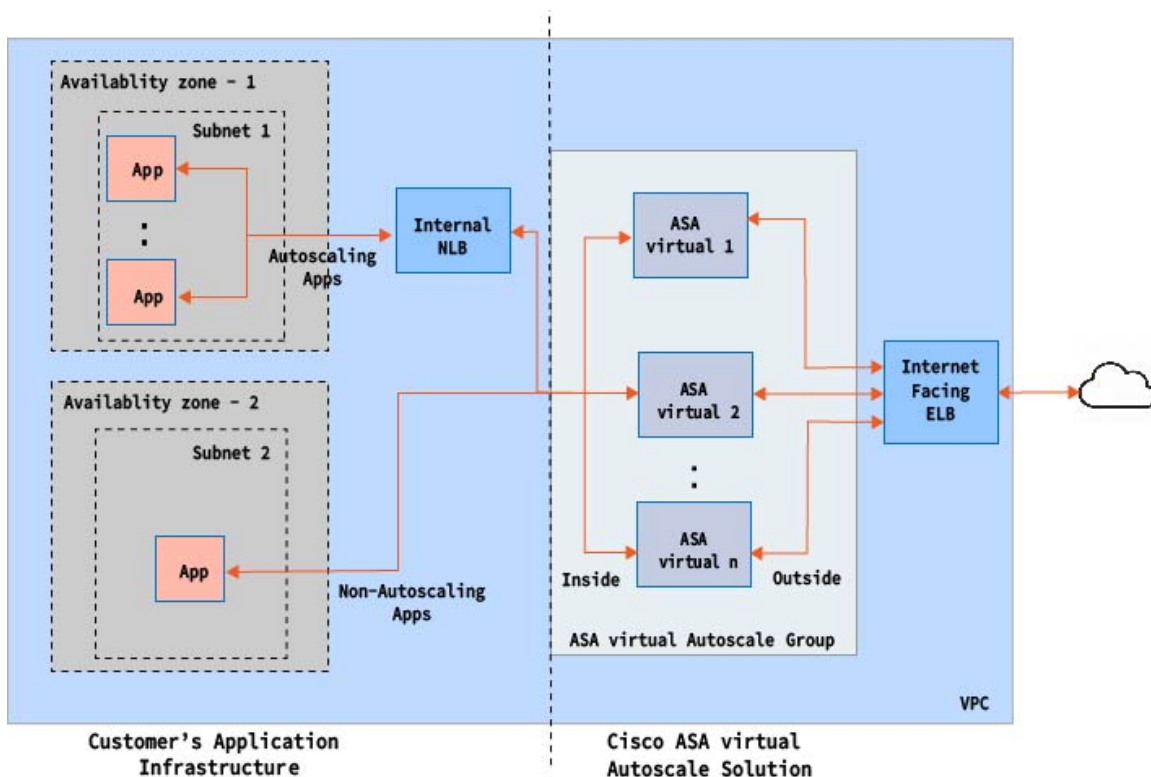 Availablity zone - 1
Subnet 1
App
:
App
Autoscaling
Apps
Internal
NLB
Availablity zone - 2
Subnet 2
App
Non-Autoscaling
Apps
ASA
virtual 1
ASA
virtual 2
:
ASA
virtual n
Inside
Outside
ASA virtual Autoscale Group
Internet
Facing
ELB
VPC
Customer's Application
Infrastructure
Cisco ASA virtual
Autoscale Solution